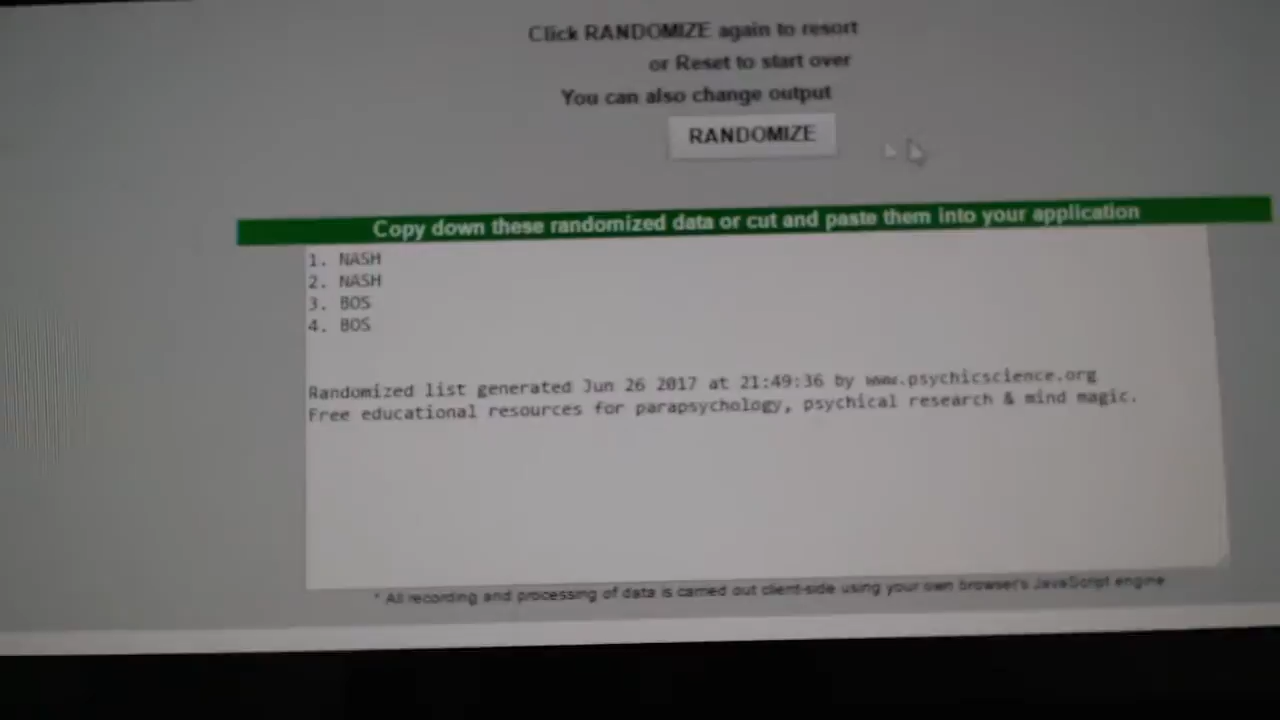 Click RANDOMIZE again to resort
or Reset to start over
You can also change output
RANDOMIZE
Copy down these randomized data or cut and paste them into your application
1. NASH
2. NASH
3. BOS
4. BOS
Randomized list generated Jun 26 2017 at 21:49:36 by www.psychicscience.org
Free educational resources for parapsychology, psychical research & mind magic.
* All recording and processing of data is carried out client-side using your own browser's JavaScript engine